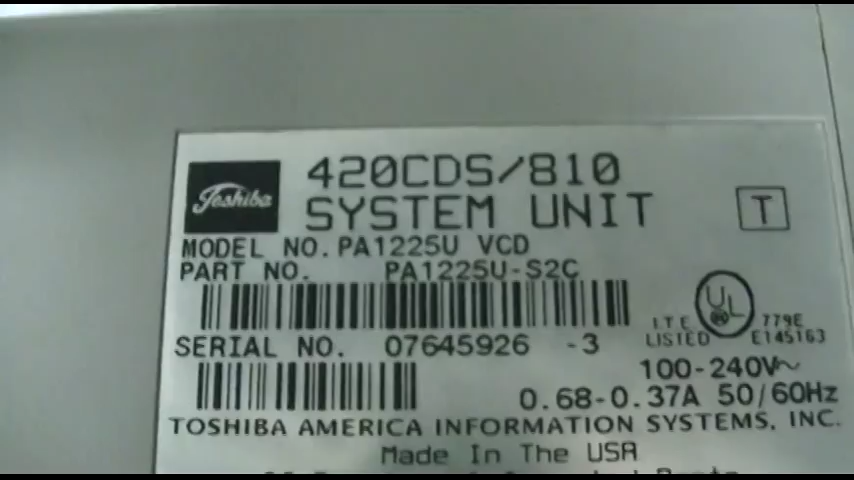 Toshiba
420CDS/810
SYSTEM UNIT
T
MODEL NO. PA1225U VCD
PART NO. PA1225U-S2C
UL
I.T.E. 779E
LISTED E145163
SERIAL NO. 07645926 -3
100-240V~
0.68-0.37A 50/60Hz
TOSHIBA AMERICA INFORMATION SYSTEMS, INC.
Made In The USA